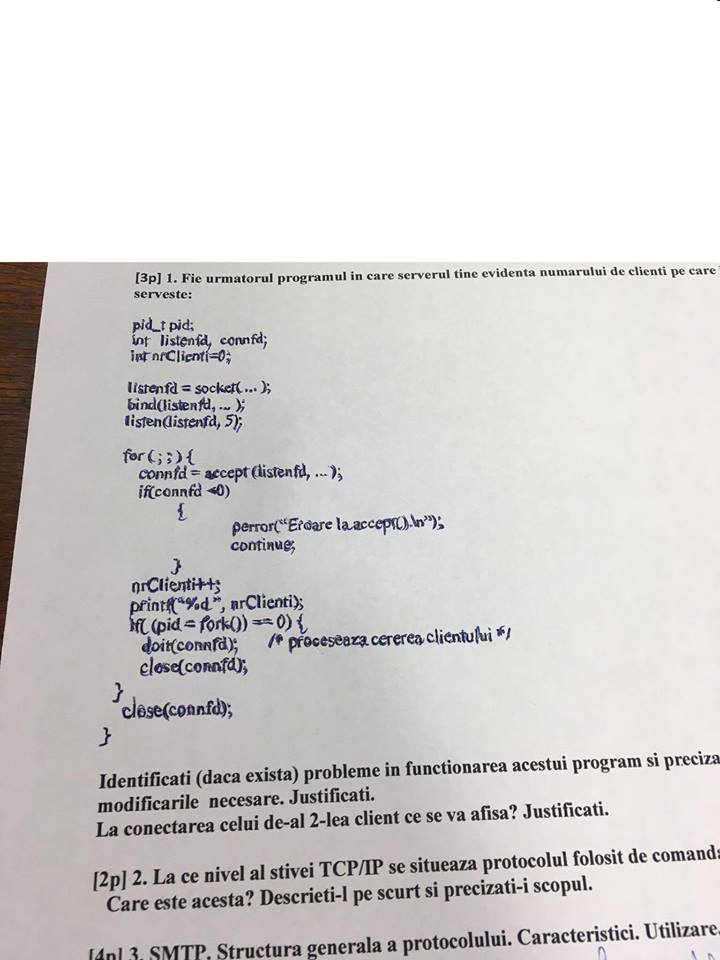 [3p] 1. Fie urmatorul programul in care serverul tine evidenta numarului de clienti pe care
serveste:
pid_t pid;
int listenfd, connfd;
int nrClienti=0;
listenfd = socket( ... );
bind(listenfd, ... );
listen(listenfd, 5);
for ( ; ; ) {
connfd = accept (listenfd, ... );
if(connfd <0)
{
perror("Eroare la accept().\n");
continue;
}
nrClienti++;
printf("%d", nrClienti);
if( (pid = fork()) == 0) {
doit(connfd); /* proceseaza cererea clientului */
close(connfd);
}
close(connfd);
}
Identificati (daca exista) probleme in functionarea acestui program si preciza
modificarile necesare. Justificati.
La conectarea celui de-al 2-lea client ce se va afisa? Justificati.
[2p] 2. La ce nivel al stivei TCP/IP se situeaza protocolul folosit de comanda
Care este acesta? Descrieti-l pe scurt si precizati-i scopul.
[4p] 3. SMTP. Structura generala a protocolului. Caracteristici. Utilizare.